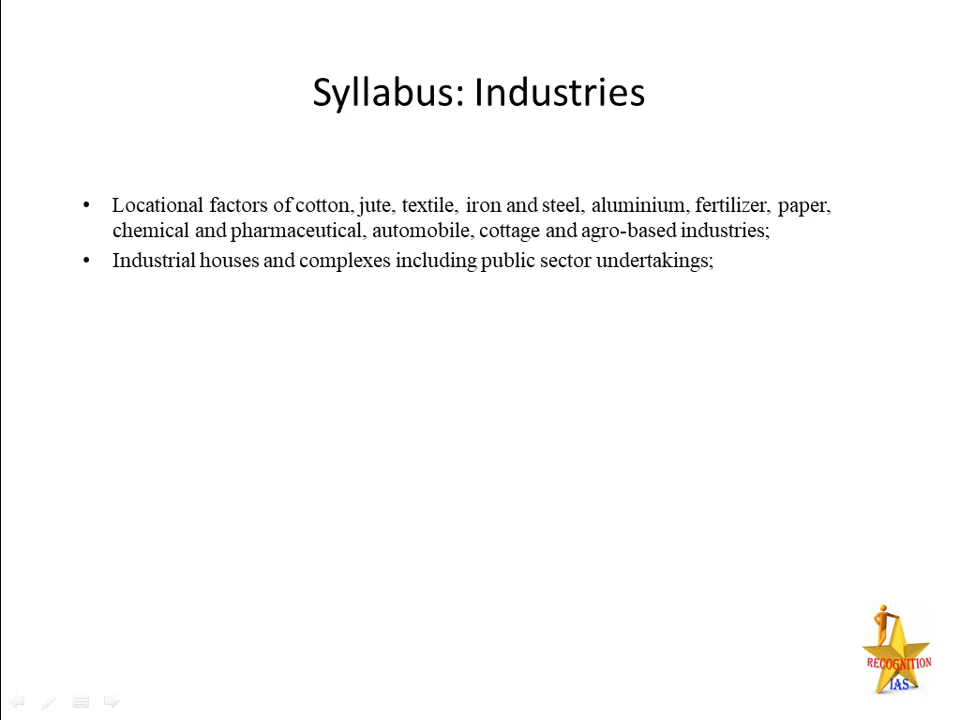 Syllabus: Industries
• Locational factors of cotton, jute, textile, iron and steel, aluminium, fertilizer, paper,
chemical and pharmaceutical, automobile, cottage and agro-based industries;
• Industrial houses and complexes including public sector undertakings;
RECOGNITION
IAS